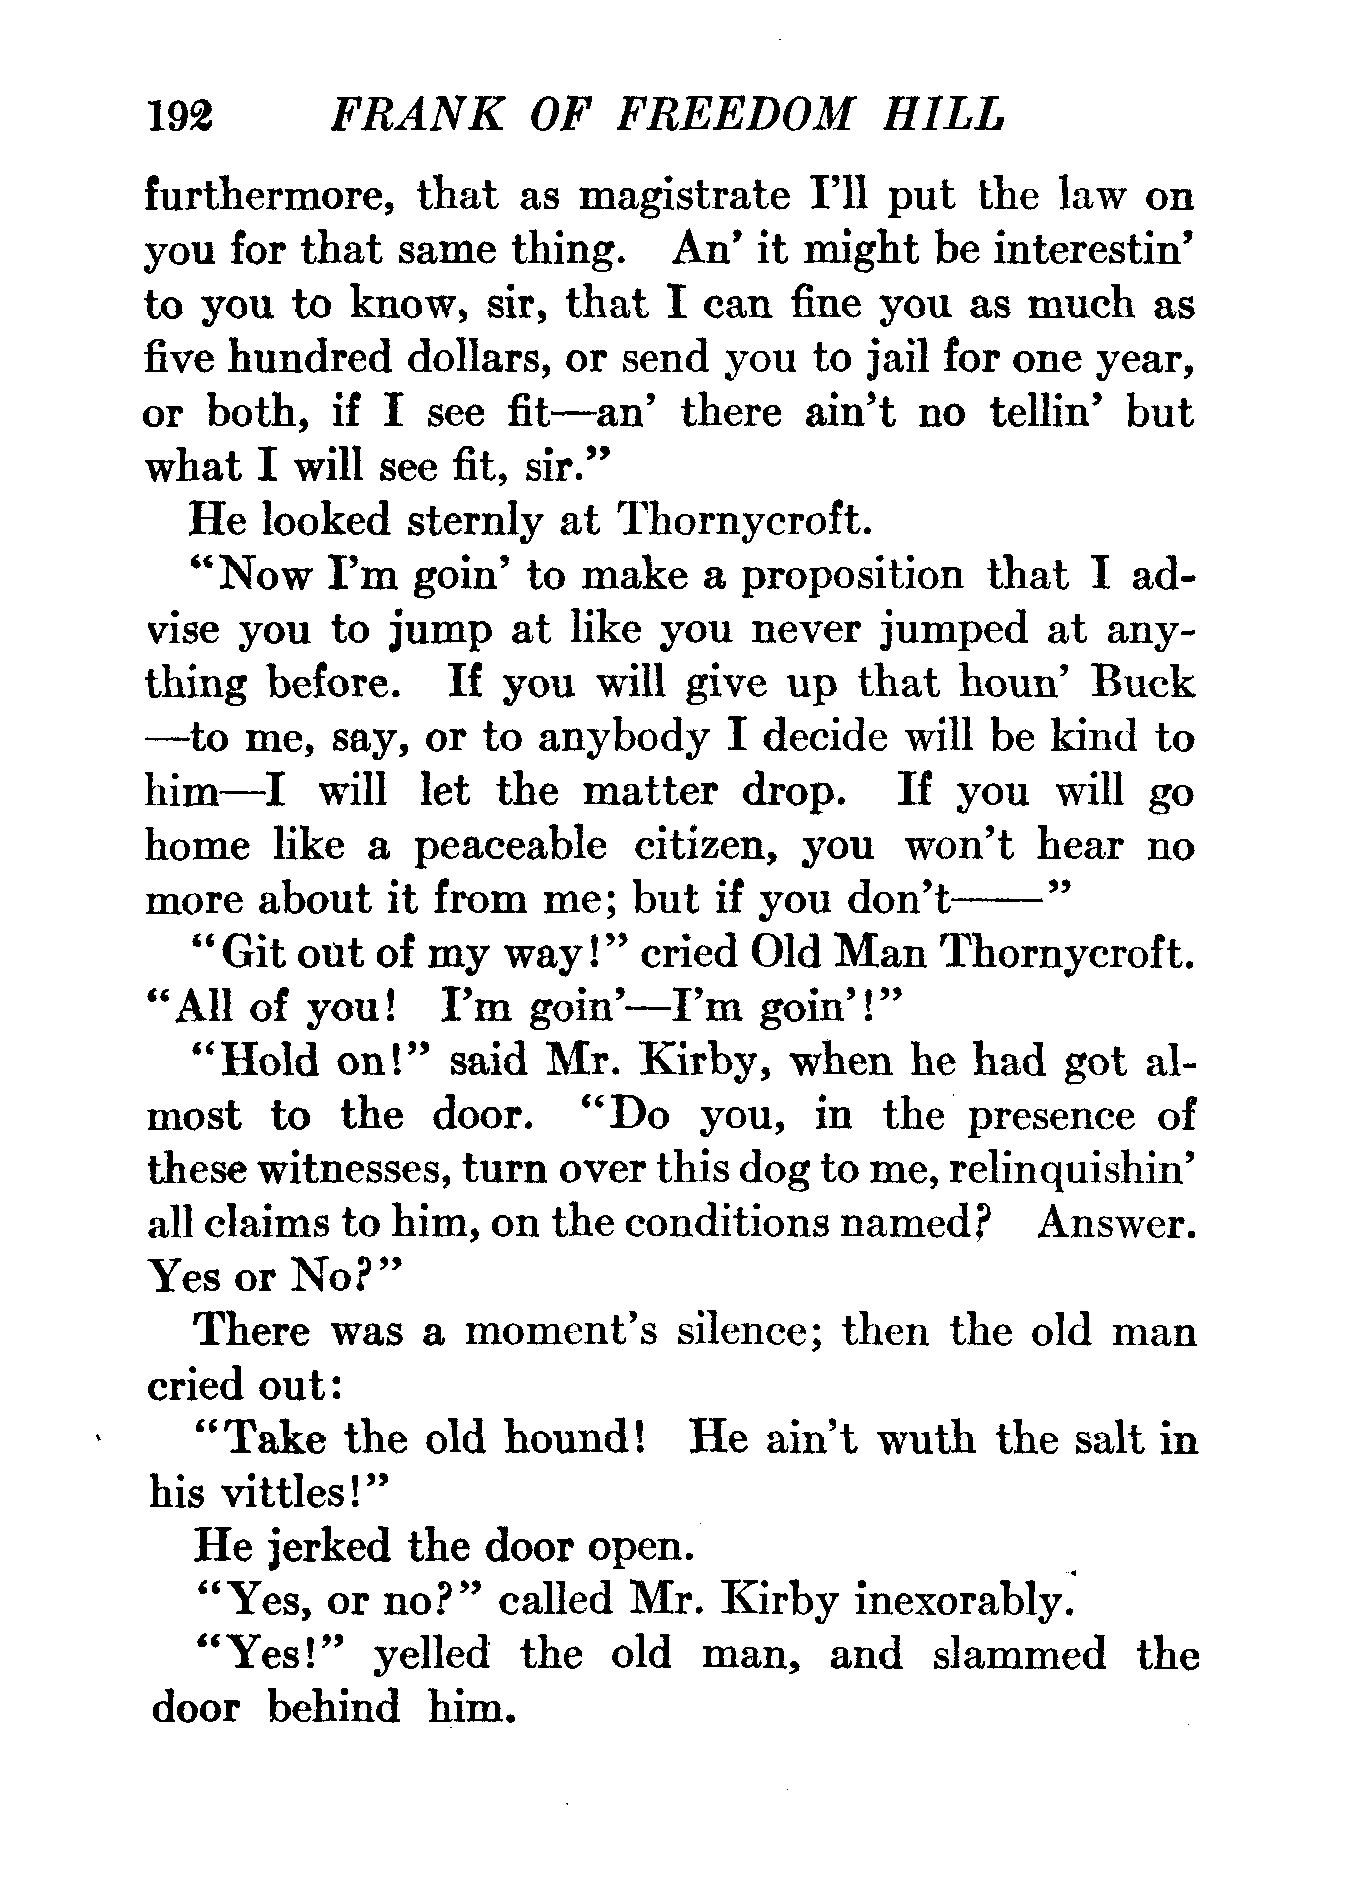 192 FRANK OF FREEDOM HILL
furthermore, that as magistrate I'll put the law on
you for that same thing. An' it might be interestin'
to you to know, sir, that I can fine you as much as
five hundred dollars, or send you to jail for one year,
or both, if I see fit—an' there ain't no tellin' but
what I will see fit, sir."
He looked sternly at Thornycroft.
"Now I'm goin' to make a proposition that I ad-
vise you to jump at like you never jumped at any-
thing before. If you will give up that houn' Buck
—to me, say, or to anybody I decide will be kind to
him—I will let the matter drop. If you will go
home like a peaceable citizen, you won't hear no
more about it from me; but if you don't——"
"Git out of my way!" cried Old Man Thornycroft.
"All of you! I'm goin'—I'm goin'!"
"Hold on!" said Mr. Kirby, when he had got al-
most to the door. "Do you, in the presence of
these witnesses, turn over this dog to me, relinquishin'
all claims to him, on the conditions named? Answer.
Yes or No?"
There was a moment's silence; then the old man
cried out:
"Take the old hound! He ain't wuth the salt in
his vittles!"
He jerked the door open.
"Yes, or no?" called Mr. Kirby inexorably.
"Yes!" yelled the old man, and slammed the
door behind him.